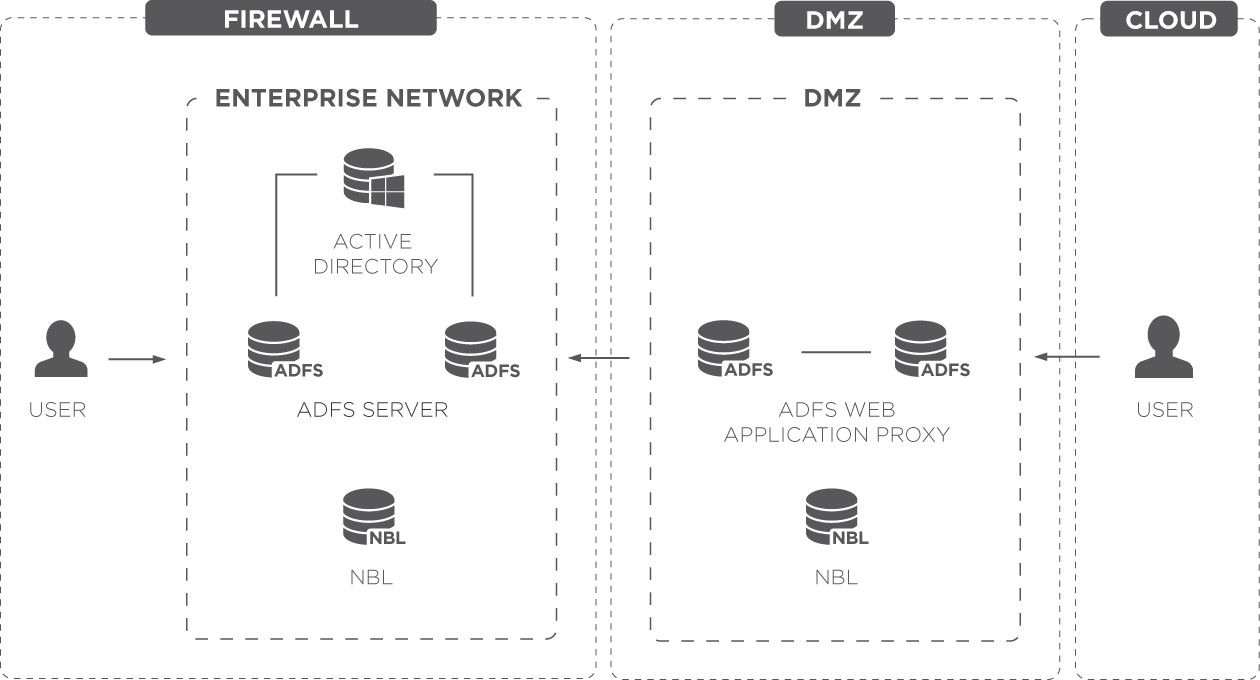 FIREWALL
DMZ
CLOUD
ENTERPRISE NETWORK
DMZ
ACTIVE
DIRECTORY
ADFS
ADFS
ADFS
ADFS
USER
ADFS SERVER
ADFS WEB
APPLICATION PROXY
USER
NBL
NBL
NBL
NBL